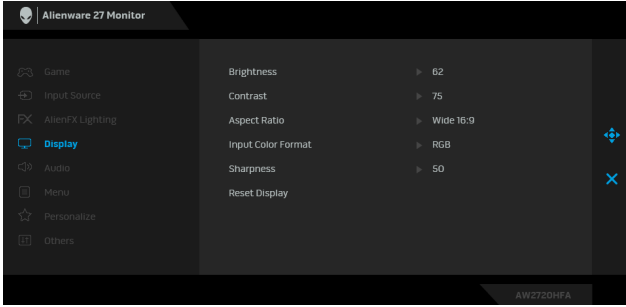 Alienware 27 Monitor
Game
Input Source
FX AlienFX Lighting
Display
Audio
Menu
Personalize
Others
Brightness 62
Contrast 75
Aspect Ratio Wide 16:9
Input Color Format RGB
Sharpness 50
Reset Display
AW2720HFA